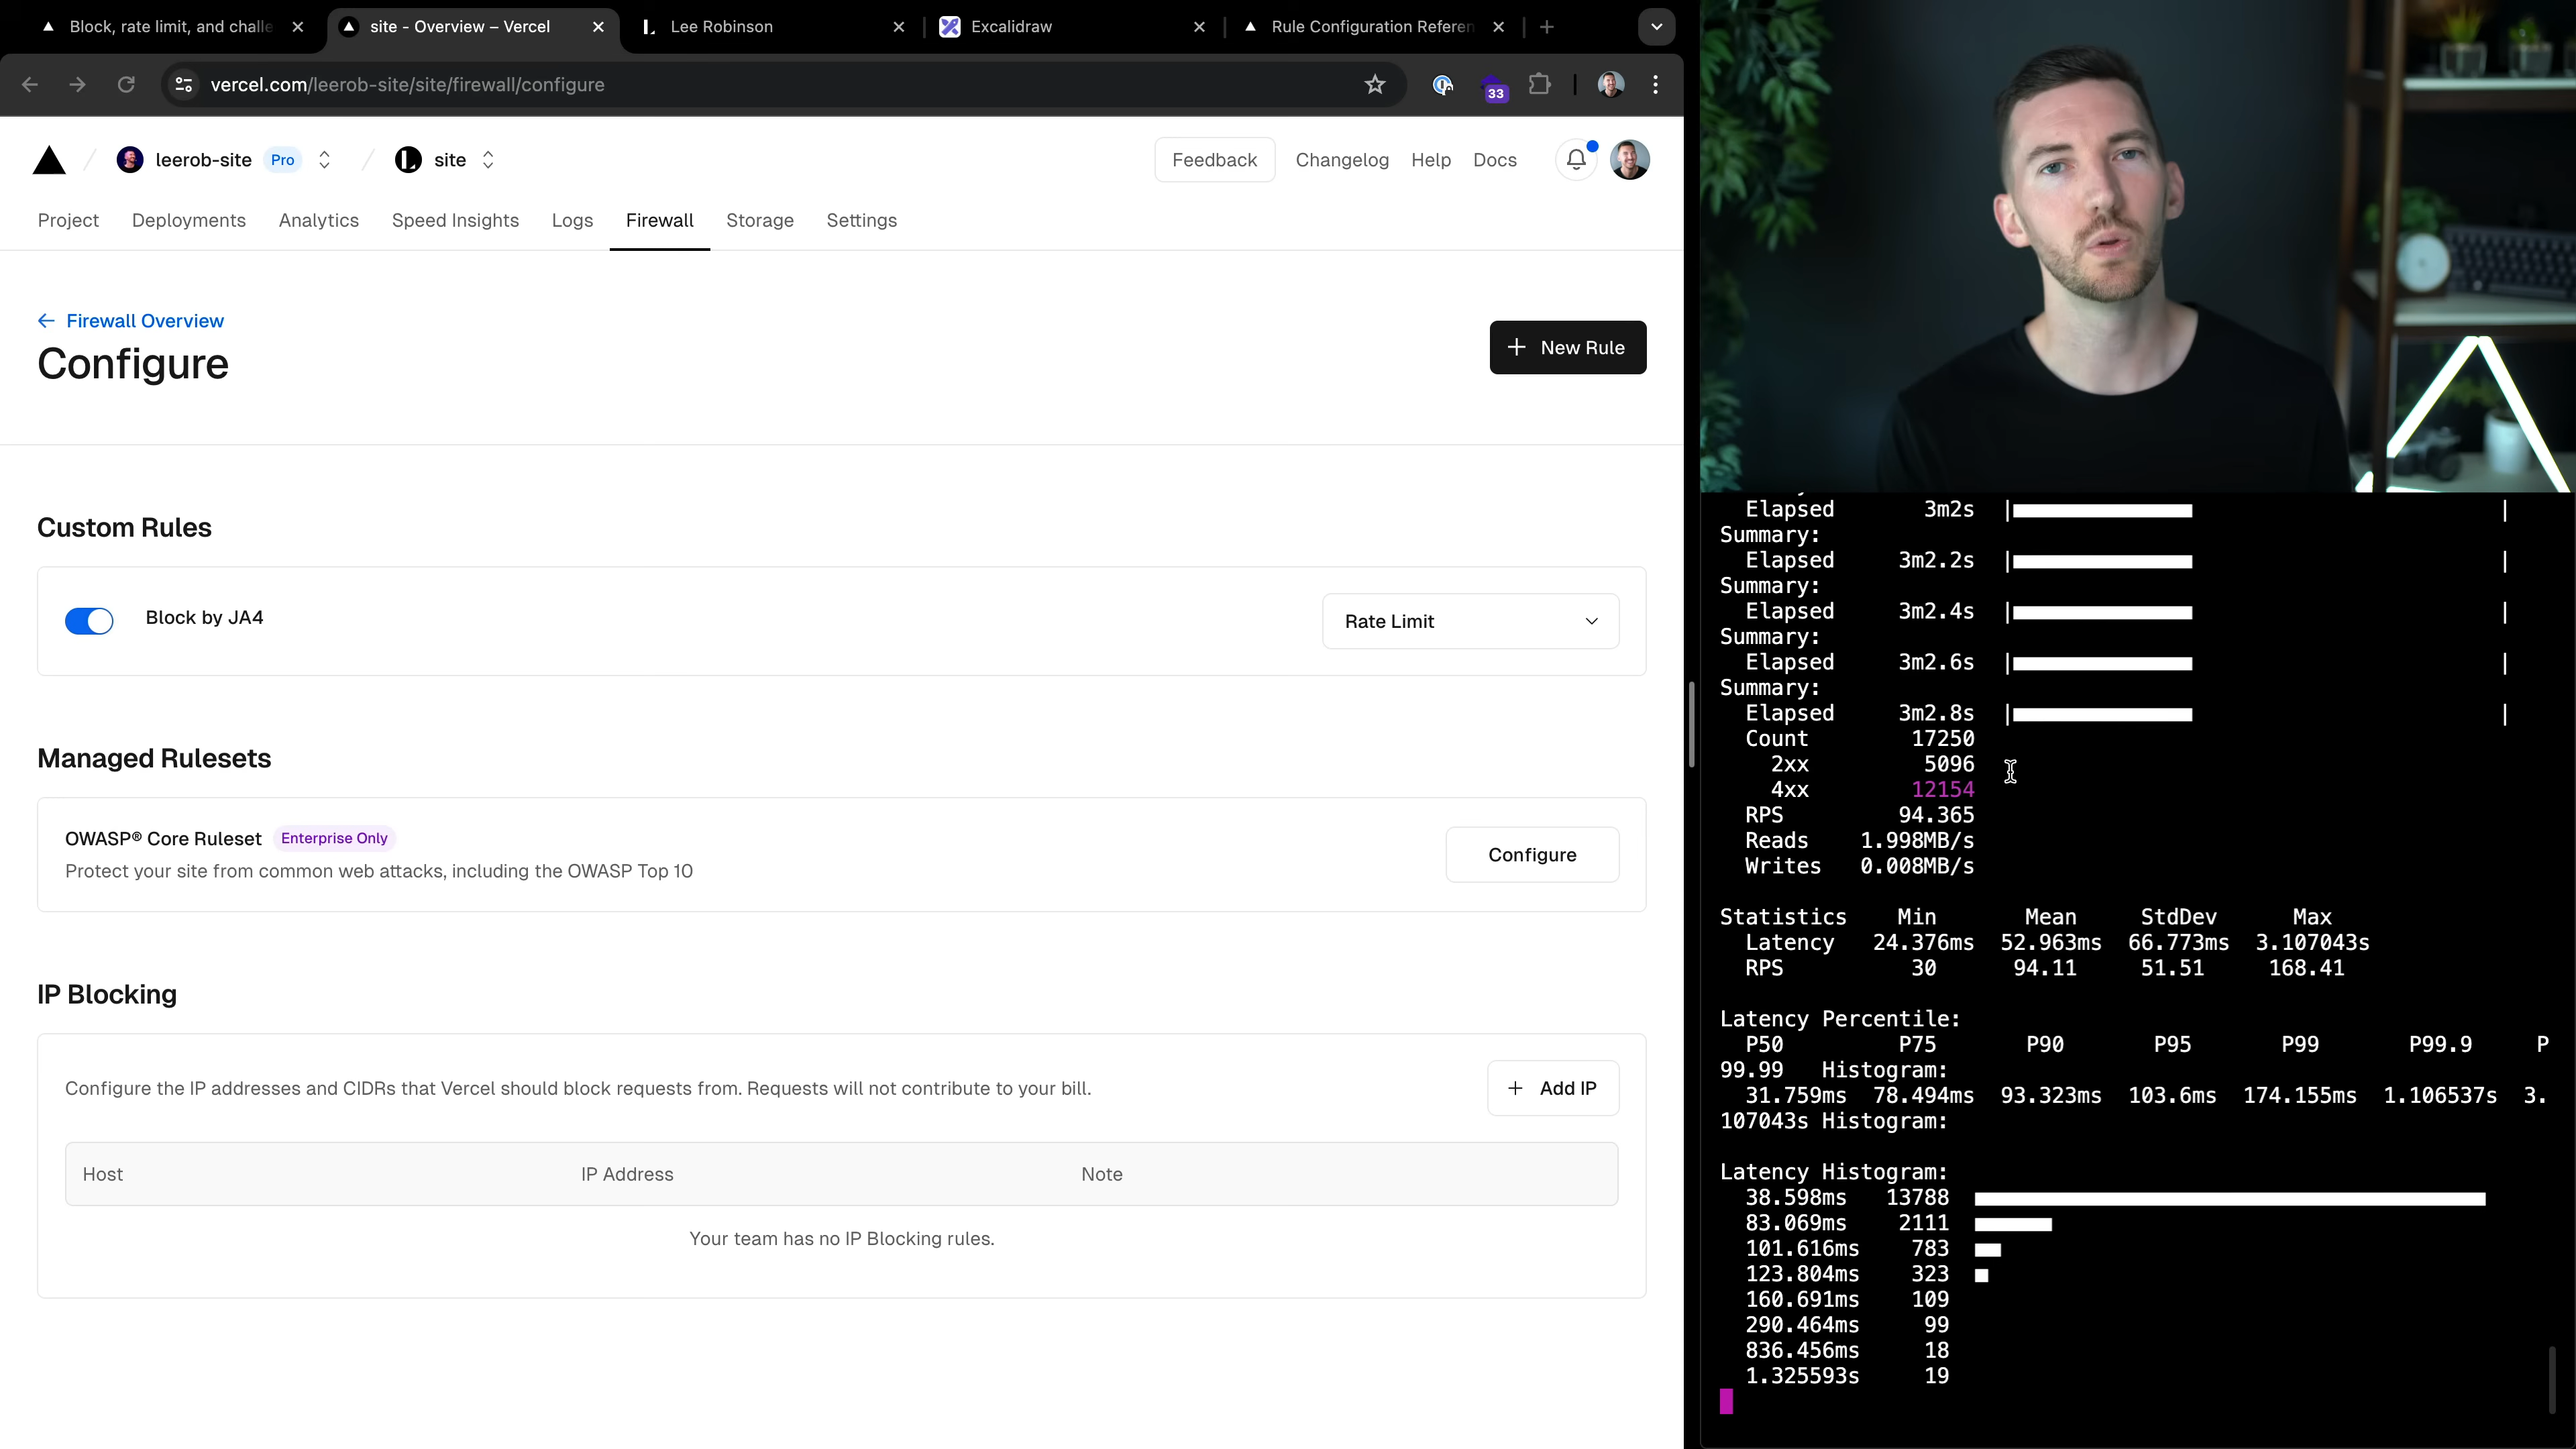 Block, rate limit, and challe
site - Overview – Vercel
Lee Robinson
Excalidraw
Rule Configuration Referen
vercel.com/leerob-site/site/firewall/configure
33
leerob-site Pro
site
Feedback Changelog Help Docs
Project Deployments Analytics Speed Insights Logs Firewall Storage Settings
← Firewall Overview
Configure
+ New Rule
Custom Rules
Block by JA4
Rate Limit
Managed Rulesets
OWASP® Core Ruleset Enterprise Only
Protect your site from common web attacks, including the OWASP Top 10
Configure
IP Blocking
Configure the IP addresses and CIDRs that Vercel should block requests from. Requests will not contribute to your bill.
+ Add IP
Host IP Address Note
Your team has no IP Blocking rules.
Elapsed 3m2s | |
Summary:
Elapsed 3m2.2s | |
Summary:
Elapsed 3m2.4s | |
Summary:
Elapsed 3m2.6s | |
Summary:
Elapsed 3m2.8s | |
Count 17250
2xx 5096
4xx 12154
RPS 94.365
Reads 1.998MB/s
Writes 0.008MB/s
Statistics Min Mean StdDev Max
Latency 24.376ms 52.963ms 66.773ms 3.107043s
RPS 30 94.11 51.51 168.41
Latency Percentile:
P50 P75 P90 P95 P99 P99.9 P
99.99 Histogram:
31.759ms 78.494ms 93.323ms 103.6ms 174.155ms 1.106537s 3.
107043s Histogram:
Latency Histogram:
38.598ms 13788
83.069ms 2111
101.616ms 783
123.804ms 323
160.691ms 109
290.464ms 99
836.456ms 18
1.325593s 19